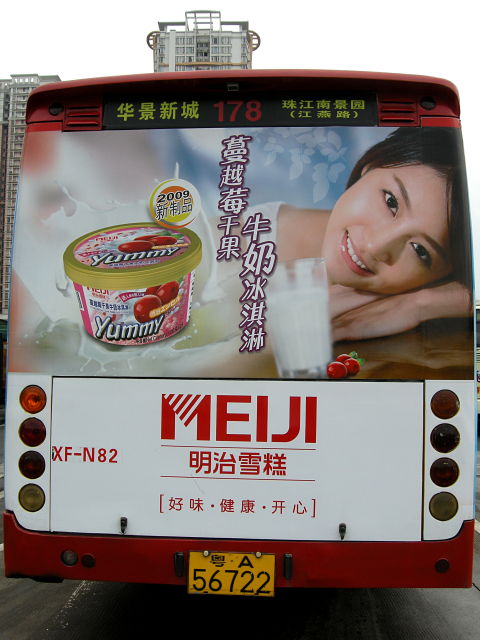 华景新城 178 珠江南景园
(江燕路)
蔓越莓干果
牛奶冰淇淋
2009
新制品
MEIJI
Yummy
MEIJI
Yummy
MEIJI
明治雪糕
[好味·健康·开心]
XF-N82
粤A
56722